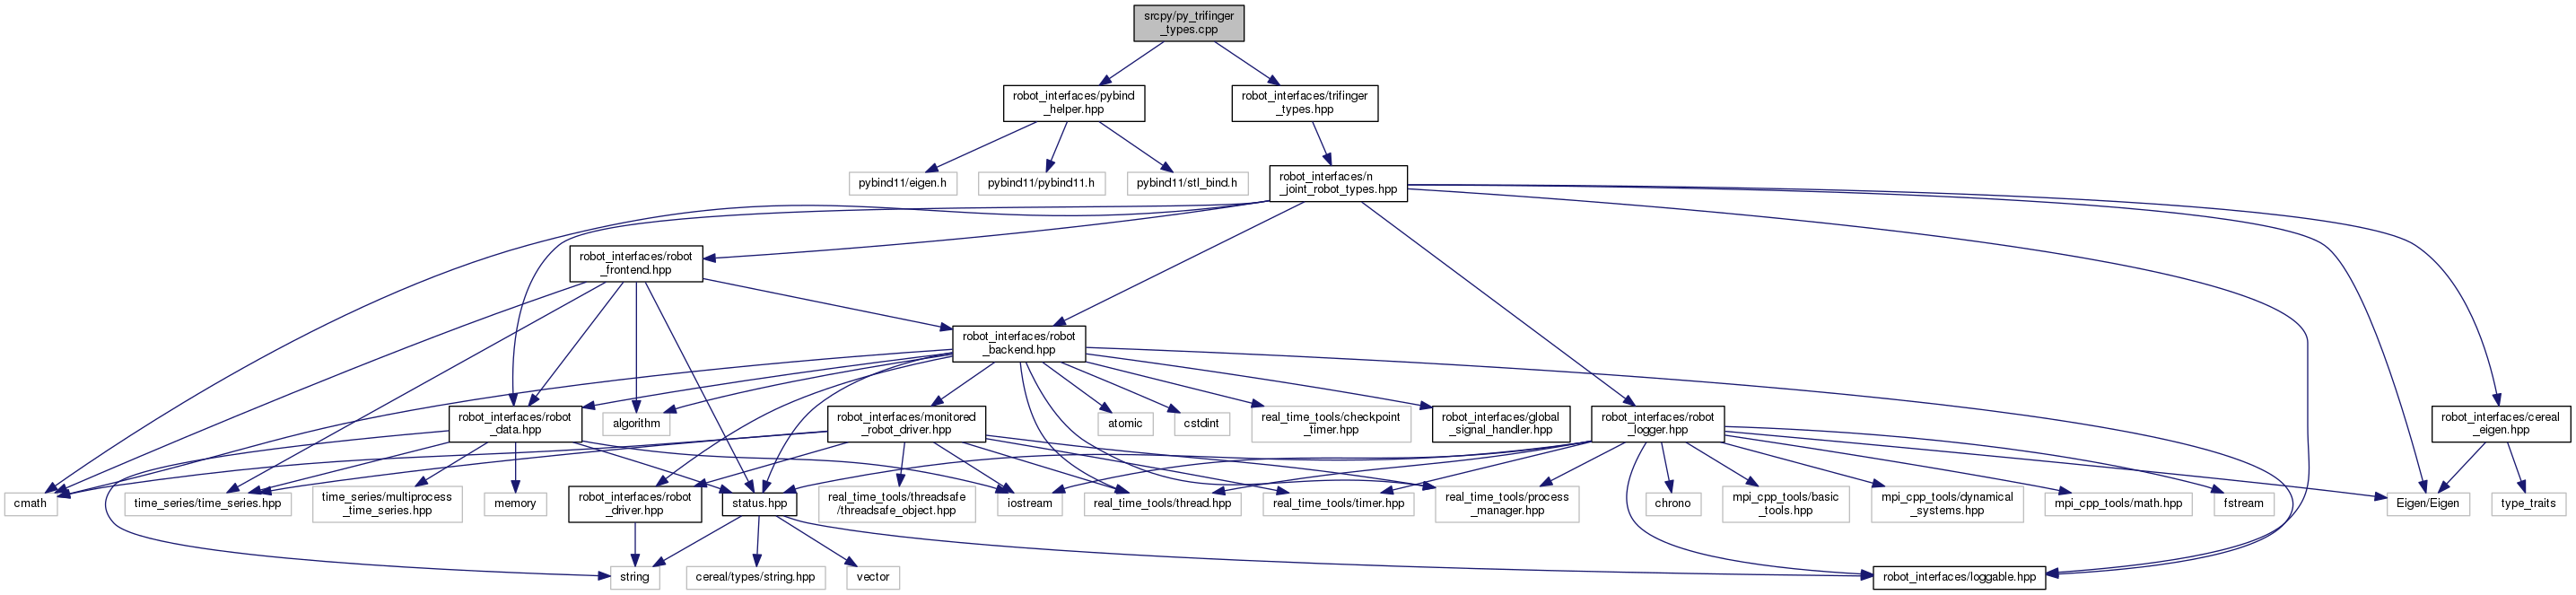 srcpy/py_trifinger
_types.cpp
robot_interfaces/pybind
_helper.hpp
robot_interfaces/trifinger
_types.hpp
pybind11/eigen.h
pybind11/pybind11.h
pybind11/stl_bind.h
robot_interfaces/n
_joint_robot_types.hpp
robot_interfaces/robot
_frontend.hpp
robot_interfaces/robot
_backend.hpp
robot_interfaces/robot
_data.hpp
algorithm
robot_interfaces/monitored
_robot_driver.hpp
atomic
cstdint
real_time_tools/checkpoint
_timer.hpp
robot_interfaces/global
_signal_handler.hpp
robot_interfaces/robot
_logger.hpp
robot_interfaces/cereal
_eigen.hpp
cmath
time_series/time_series.hpp
time_series/multiprocess
_time_series.hpp
memory
robot_interfaces/robot
_driver.hpp
status.hpp
real_time_tools/threadsafe
/threadsafe_object.hpp
iostream
real_time_tools/thread.hpp
real_time_tools/timer.hpp
real_time_tools/process
_manager.hpp
chrono
mpi_cpp_tools/basic
_tools.hpp
mpi_cpp_tools/dynamical
_systems.hpp
mpi_cpp_tools/math.hpp
fstream
Eigen/Eigen
type_traits
string
cereal/types/string.hpp
vector
robot_interfaces/loggable.hpp